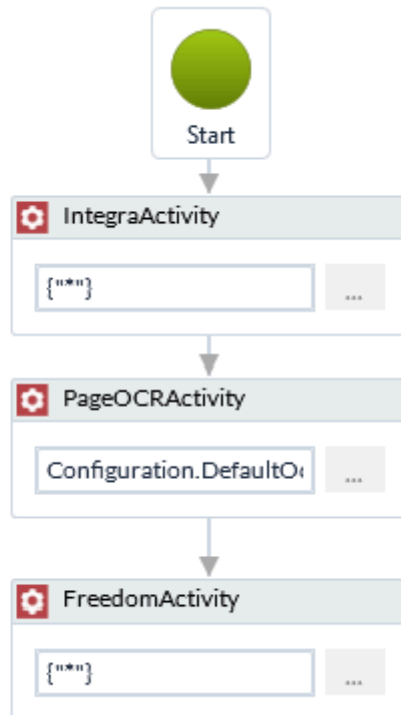 Start
IntegraActivity
{"*"}
...
PageOCRActivity
Configuration.DefaultO
...
FreedomActivity
{"*"}
...